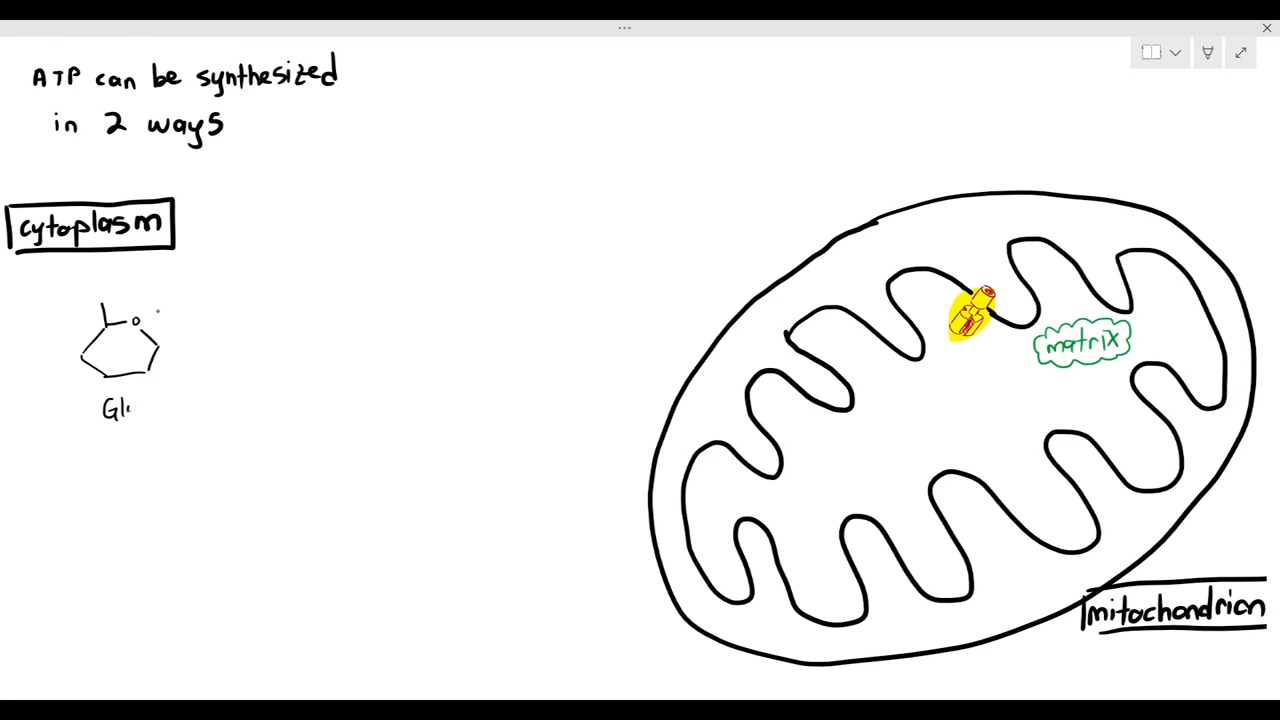 ATP can be synthesized
in 2 ways
cytoplasm
O
Gl
matrix
mitochondrion